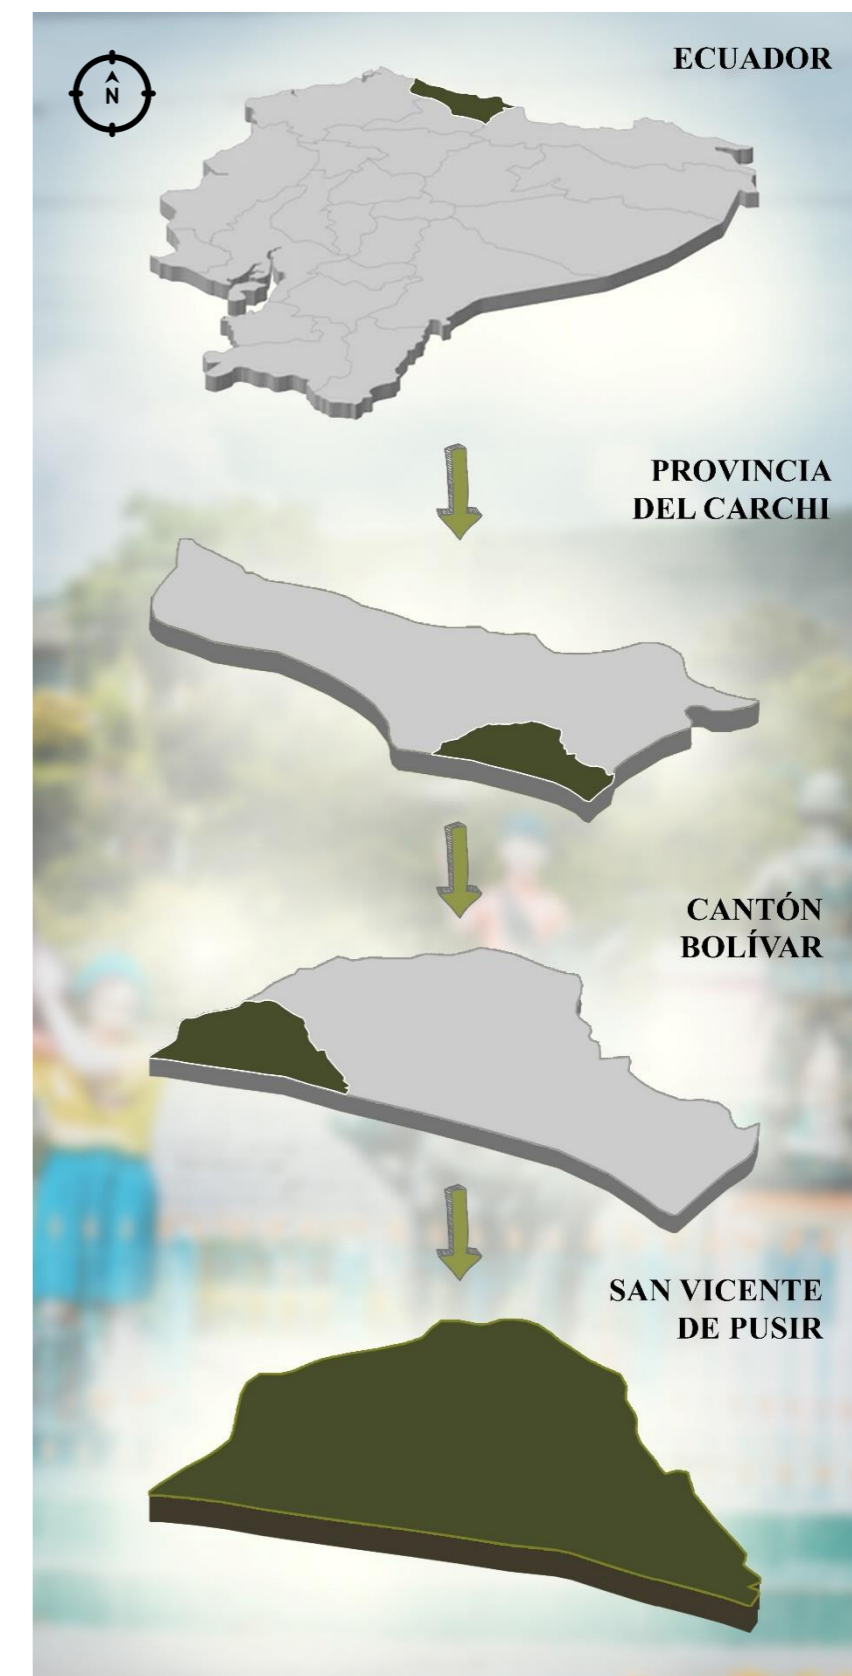 ECUADOR
N
PROVINCIA
DEL CARCHI
CANTÓN
BOLÍVAR
SAN VICENTE
DE PUSIR